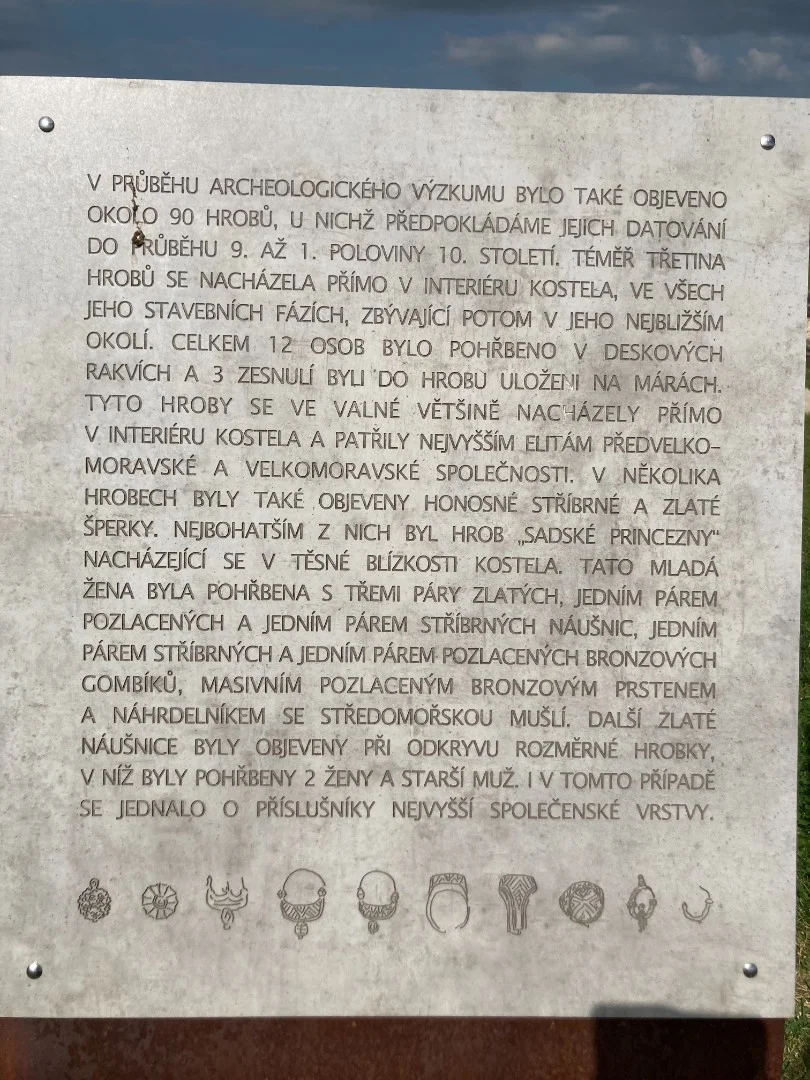 V PRŮBĚHU ARCHEOLOGICKÉHO VÝZKUMU BYLO TAKÉ OBJEVENO
OKOLO 90 HROBŮ, U NICHŽ PŘEDPOKLÁDÁME JEJICH DATOVÁNÍ
DO PRŮBĚHU 9. AŽ 1. POLOVINY 10. STOLETÍ. TÉMĚŘ TŘETINA
HROBŮ SE NACHÁZELA PŘÍMO V INTERIÉRU KOSTELA, VE VŠECH
JEHO STAVEBNÍCH FÁZÍCH, ZBÝVAJÍCÍ POTOM V JEHO NEJBLIŽŠÍM
OKOLÍ. CELKEM 12 OSOB BYLO POHŘBENO V DESKOVÝCH
RAKVÍCH A 3 ZESNULÍ BYLI DO HROBU ULOŽENI NA MÁRÁCH.
TYTO HROBY SE VE VALNÉ VĚTŠINĚ NACHÁZELY PŘÍMO
V INTERIÉRU KOSTELA A PATŘILY NEJVYŠŠÍM ELITÁM PŘEDVELKO-
MORAVSKÉ A VELKOMORAVSKÉ SPOLEČNOSTI. V NĚKOLIKA
HROBECH BYLY TAKÉ OBJEVENY HONOSNÉ STŘÍBRNÉ A ZLATÉ
ŠPERKY. NEJBOHATŠÍM Z NICH BYL HROB „SADSKÉ PRINCEZNY“
NACHÁZEJÍCÍ SE V TĚSNÉ BLÍZKOSTI KOSTELA. TATO MLADÁ
ŽENA BYLA POHŘBENA S TŘEMI PÁRY ZLATÝCH, JEDNÍM PÁREM
POZLACENÝCH A JEDNÍM PÁREM STŘÍBRNÝCH NÁUŠNIC, JEDNÍM
PÁREM STŘÍBRNÝCH A JEDNÍM PÁREM POZLACENÝCH BRONZOVÝCH
GOMBÍKŮ, MASIVNÍM POZLACENÝM BRONZOVÝM PRSTENEM
A NÁHRDELNÍKEM SE STŘEDOMOŘSKOU MUŠLÍ. DALŠÍ ZLATÉ
NÁUŠNICE BYLY OBJEVENY PŘI ODKRYVU ROZMĚRNÉ HROBKY,
V NÍŽ BYLY POHŘBENY 2 ŽENY A STARŠÍ MUŽ. I V TOMTO PŘÍPADĚ
SE JEDNALO O PŘÍSLUŠNÍKY NEJVYŠŠÍ SPOLEČENSKÉ VRSTVY.